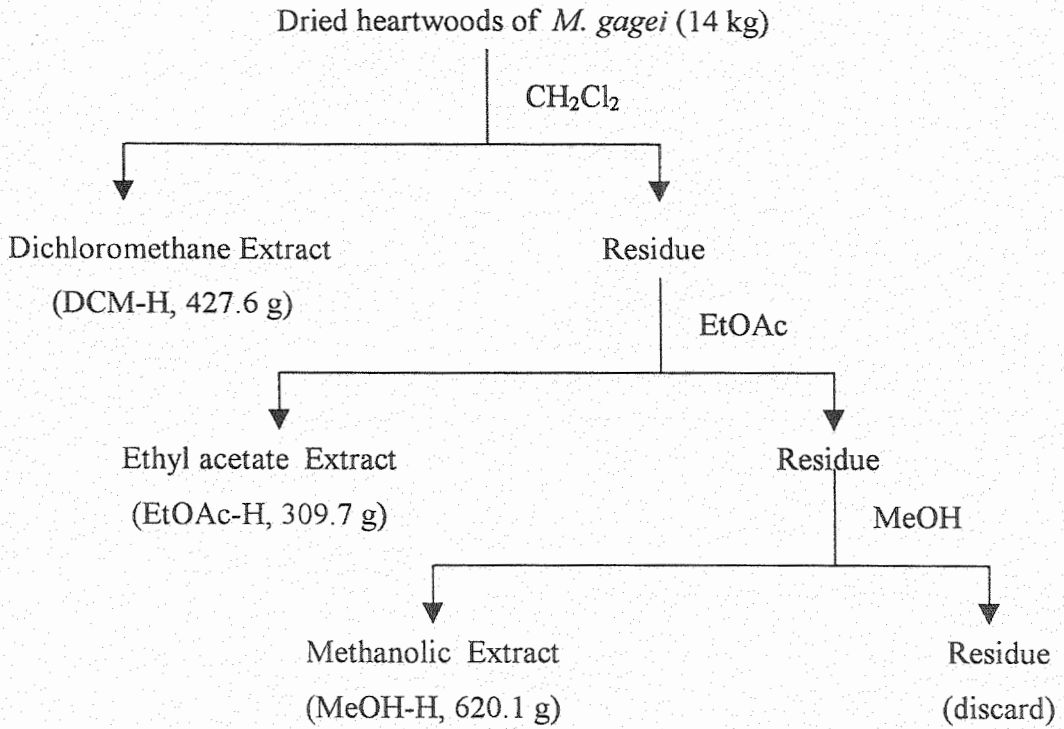 Dried heartwoods of M. gagei (14 kg)
CH₂Cl₂
Dichloromethane Extract
(DCM-H, 427.6 g)
Residue
EtOAc
Ethyl acetate Extract
(EtOAc-H, 309.7 g)
Residue
MeOH
Methanolic Extract
(MeOH-H, 620.1 g)
Residue
(discard)